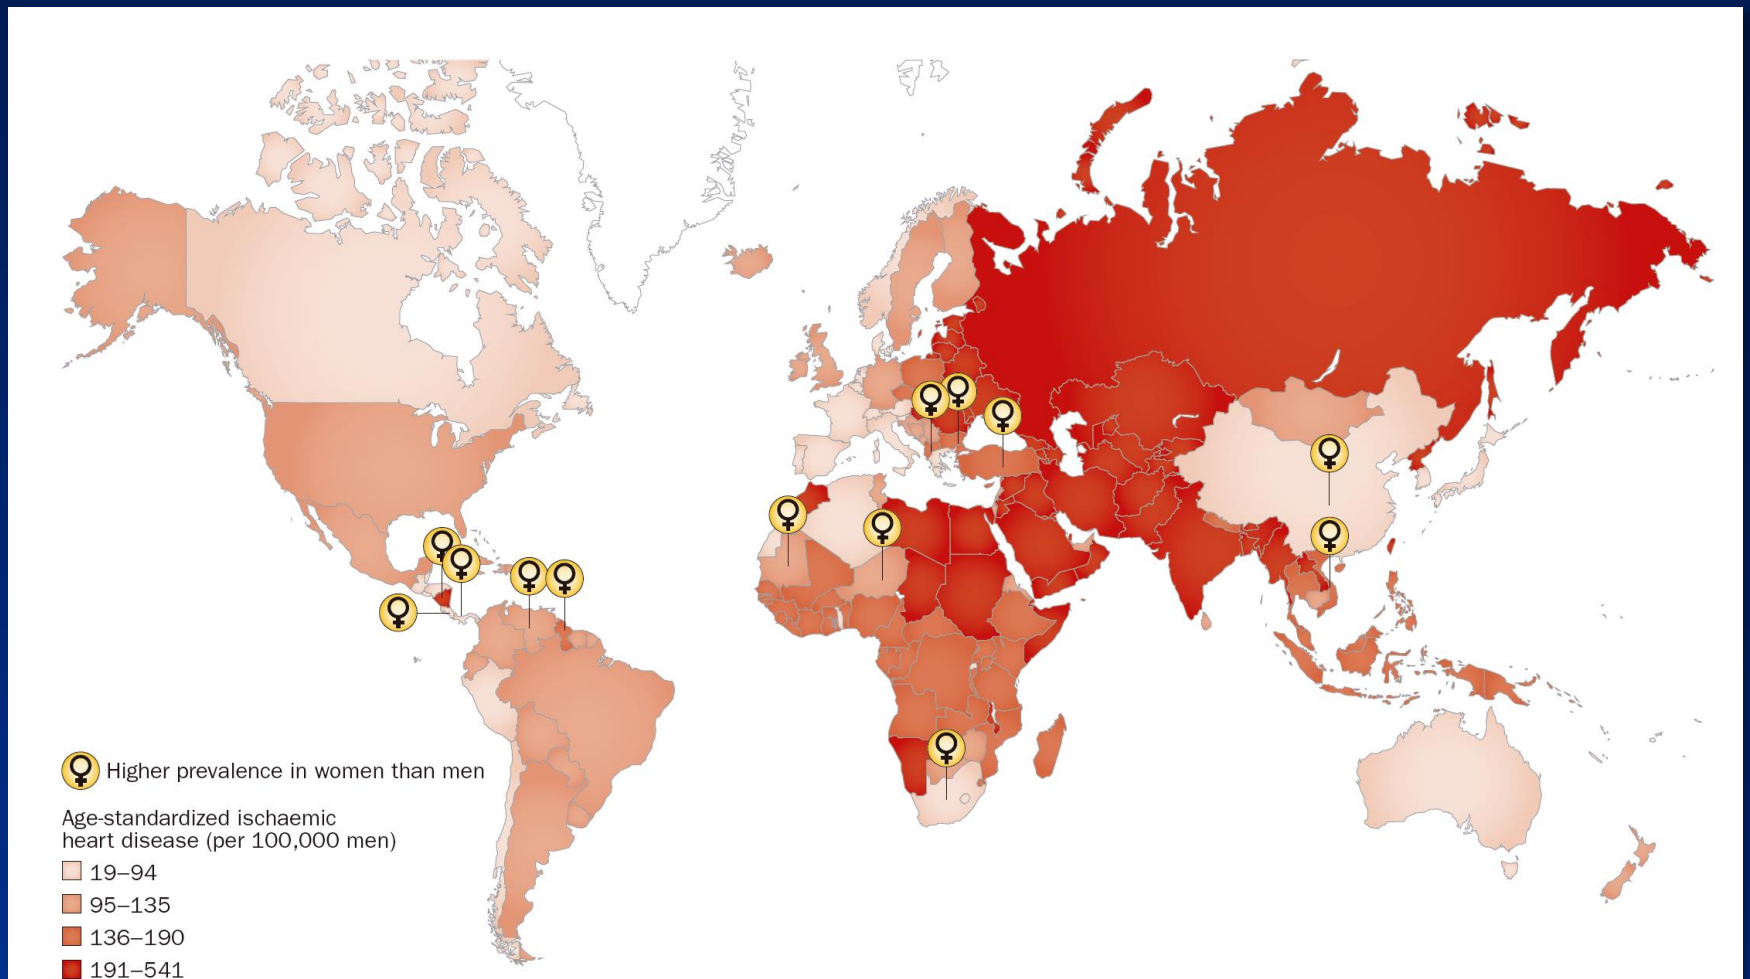 Higher prevalence in women than men
Age-standardized ischaemic
heart disease (per 100,000 men)
19–94
95–135
136–190
191–541